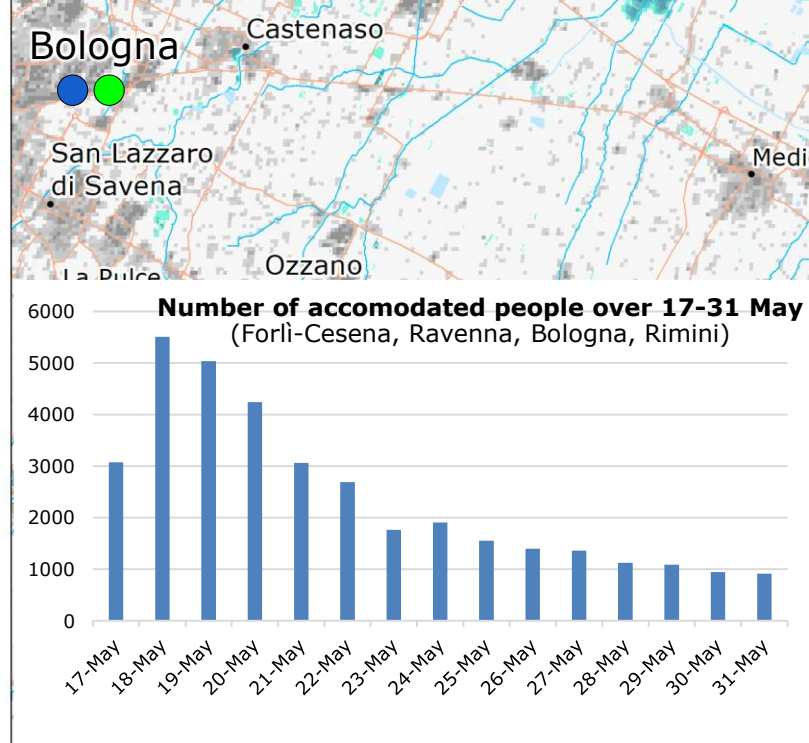 Castenaso
Bologna
San Lazzaro
di Savena
Medi
Ozzano
La Pulce
Number of accomodated people over 17-31 May
(Forlì-Cesena, Ravenna, Bologna, Rimini)
6000
5000
4000
3000
2000
1000
0
17-May
18-May
19-May
20-May
21-May
22-May
23-May
24-May
25-May
26-May
27-May
28-May
29-May
30-May
31-May